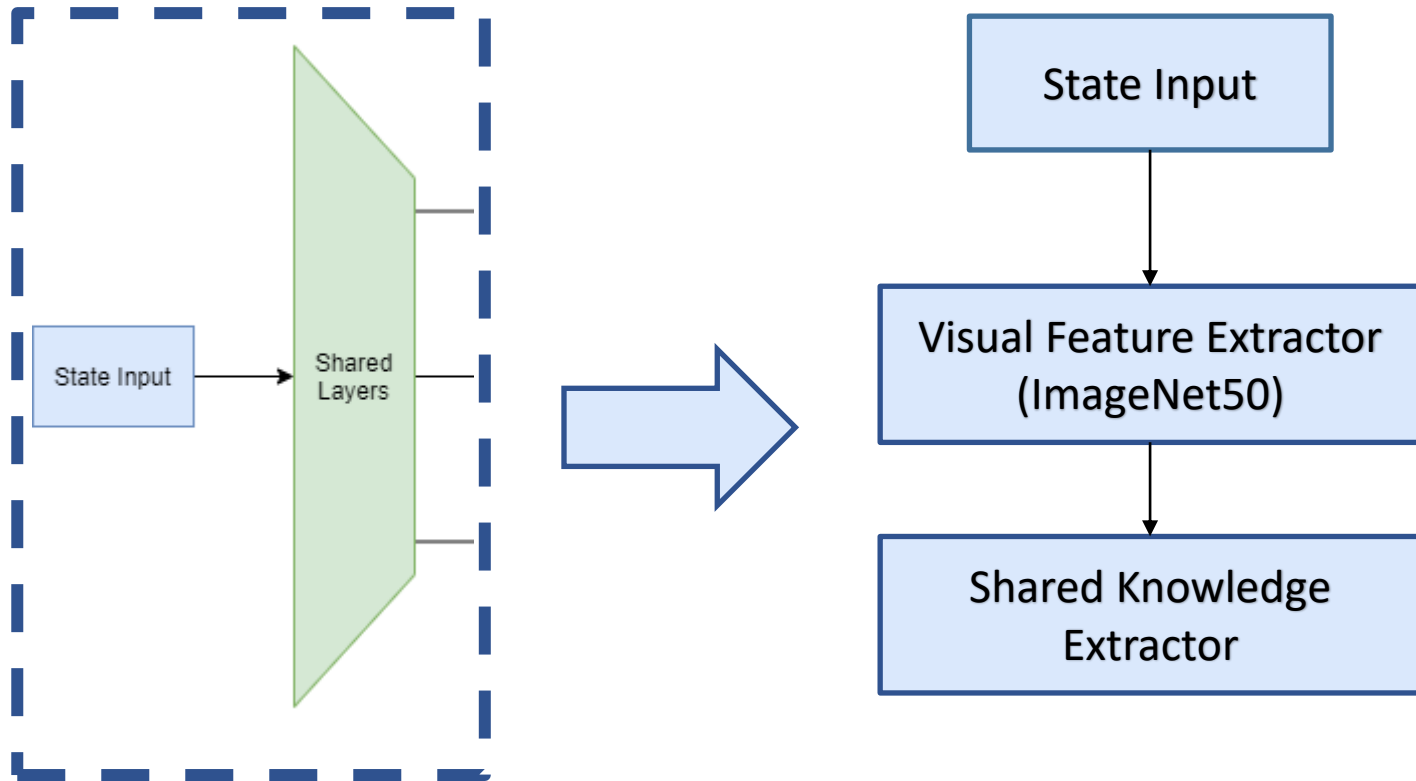 State Input
Shared
Layers
State Input
Visual Feature Extractor
(ImageNet50)
Shared Knowledge
Extractor